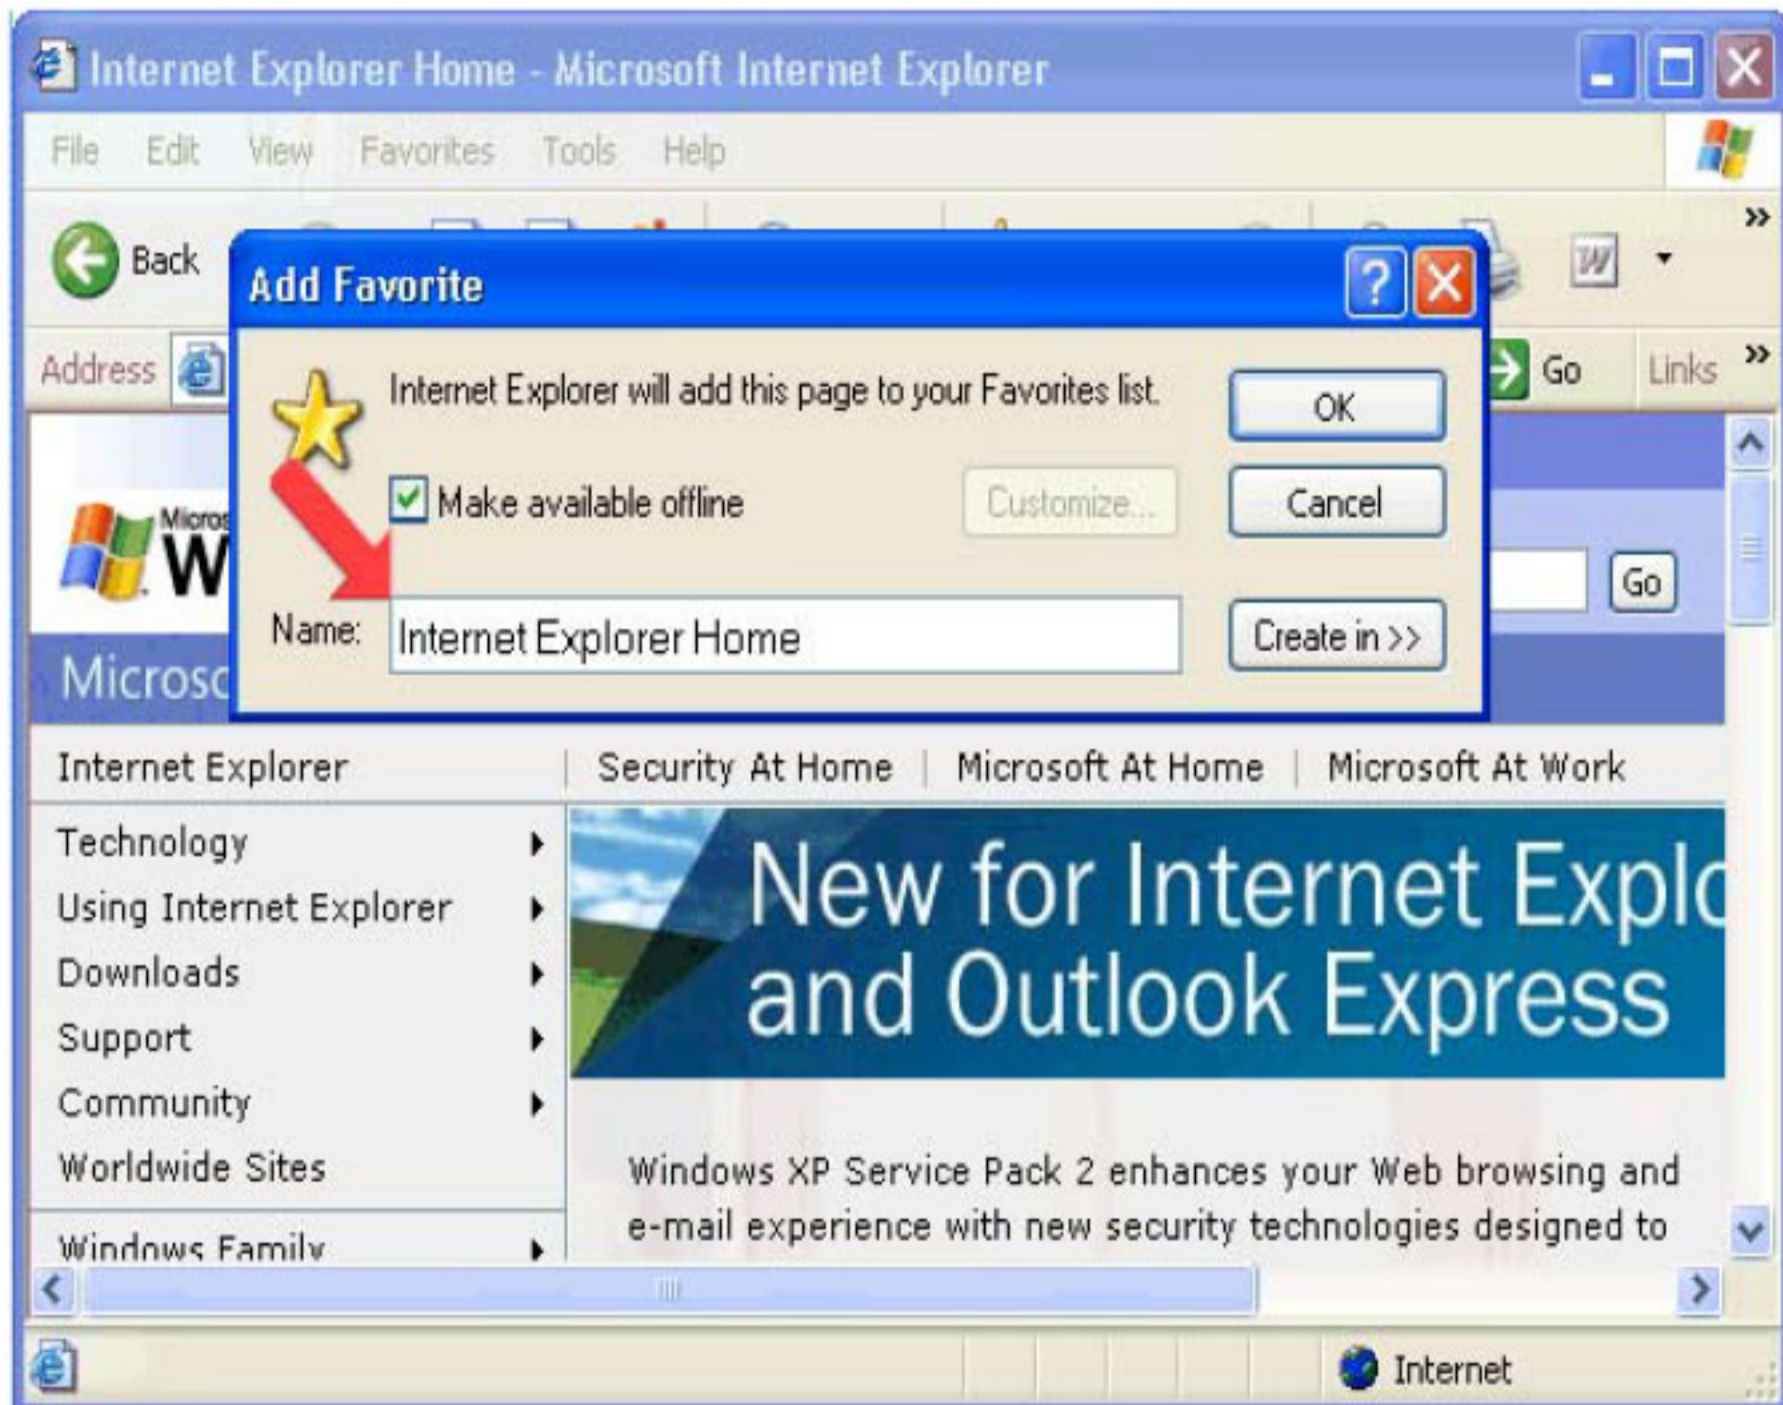 Internet Explorer Home - Microsoft Internet Explorer
File Edit View Favorites Tools Help
Back
Add Favorite
Address
Go Links
Internet Explorer will add this page to your Favorites list.
OK
Make available offline
Customize...
Cancel
Name: Internet Explorer Home
Create in >>
Go
Internet Explorer | Security At Home | Microsoft At Home | Microsoft At Work
Technology
Using Internet Explorer
Downloads
Support
Community
Worldwide Sites
Windows Family
New for Internet Explo
and Outlook Express
Windows XP Service Pack 2 enhances your Web browsing and
e-mail experience with new security technologies designed to
Internet